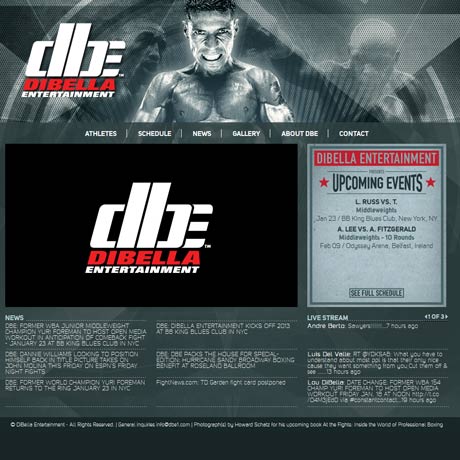 dbe™
DIBELLA
ENTERTAINMENT
ATHLETES | SCHEDULE | NEWS | GALLERY | ABOUT DBE | CONTACT
dbe™
DIBELLA
ENTERTAINMENT
DIBELLA ENTERTAINMENT
PRESENTS
UPCOMING EVENTS
L. RUSS VS. T.
Middleweights
Jan 23 / BB King Blues Club, New York, NY
A. LEE VS. A. FITZGERALD
Middleweights - 10 Rounds
Feb 09 / Odyssey Arena, Belfast, Ireland
SEE FULL SCHEDULE
NEWS
DBE: FORMER WBA JUNIOR MIDDLEWEIGHT
CHAMPION YURI FOREMAN TO HOST OPEN MEDIA
WORKOUT IN ANTICIPATION OF COMEBACK FIGHT
- JANUARY 23 AT BB KING BLUES CLUB IN NYC
DBE: DANNIE WILLIAMS LOOKING TO POSITION
HIMSELF BACK IN TITLE PICTURE TAKES ON
JOHN MOLINA THIS FRIDAY ON ESPN'S FRIDAY
NIGHT FIGHTS
DBE: FORMER WORLD CHAMPION YURI FOREMAN
RETURNS TO THE RING JANUARY 23 IN NYC
DBE: DIBELLA ENTERTAINMENT KICKS OFF 2013
AT BB KING BLUES CLUB IN NYC
DBE: DBE PACKS THE HOUSE FOR SPECIAL-
EDITION: HURRICANE SANDY BROADWAY BOXING
BENEFIT AT ROSELAND BALLROOM
FightNews.com: TD Garden fight card postponed
LIVE STREAM
1 OF 3
Andre Berto: Sawyers!!!!!!!...7 hours ago
Luis Del Valle: RT @YDKSAB: What you have to
understand about most ppl is that they only nice
cause they want something from you.Cut them off &
see ......13 hours ago
Lou DiBella: DATE CHANGE: FORMER WBA 154
CHAMP YURI FOREMAN TO HOST OPEN MEDIA
WORKOUT FRIDAY, JAN. 18 AT NOON http://t.co
via #constantcontact...19 hours ago
© DiBella Entertainment - All Rights Reserved. | General inquiries info@dbe1.com | Photograph(s) by Howard Schatz for his upcoming book At the Fights: Inside the World of Professional Boxing